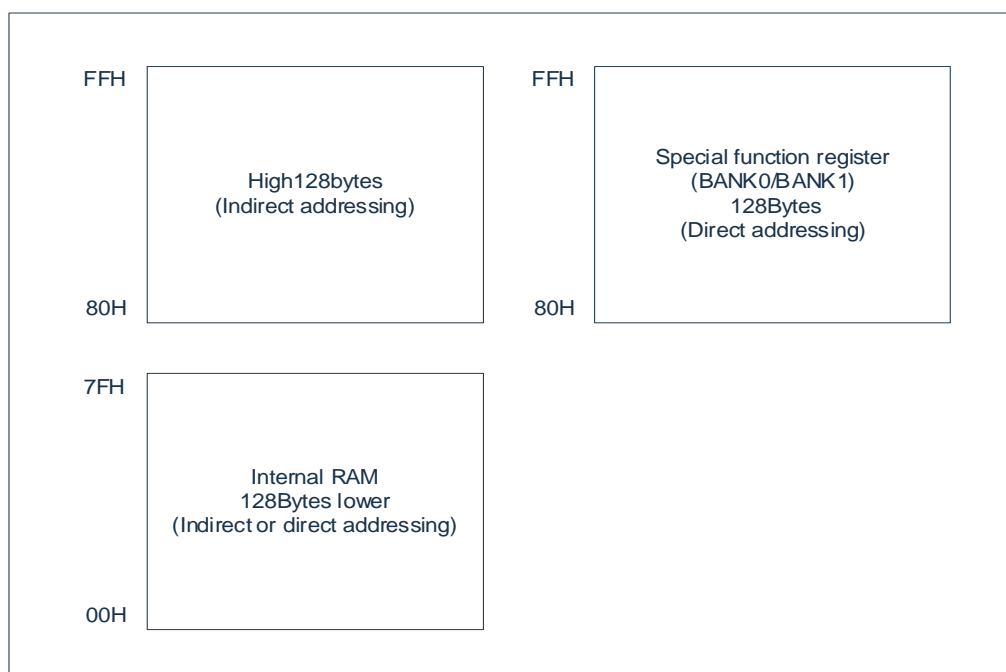 FFH
High128bytes
(Indirect addressing)
80H
FFH
Special function register
(BANK0/BANK1)
128Bytes
(Direct addressing)
80H
7FH
Internal RAM
128Bytes lower
(Indirect or direct addressing)
00H